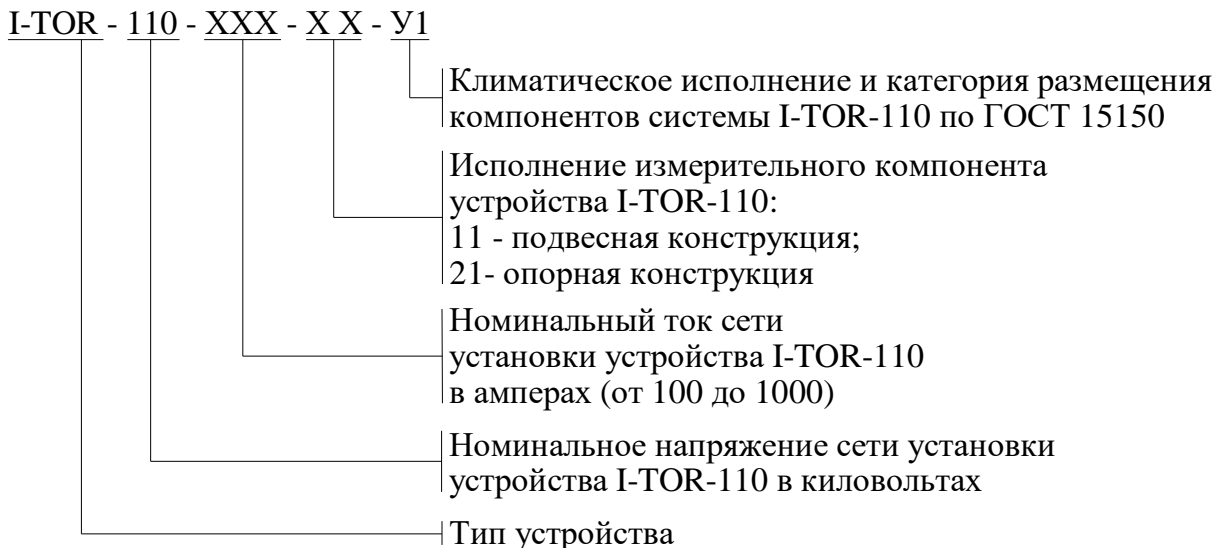 I-TOR - 110 - XXX - X X - У1
Климатическое исполнение и категория размещения
компонентов системы I-TOR-110 по ГОСТ 15150
Исполнение измерительного компонента
устройства I-TOR-110:
11 - подвесная конструкция;
21- опорная конструкция
Номинальный ток сети
установки устройства I-TOR-110
в амперах (от 100 до 1000)
Номинальное напряжение сети установки
устройства I-TOR-110 в киловольтах
Тип устройства